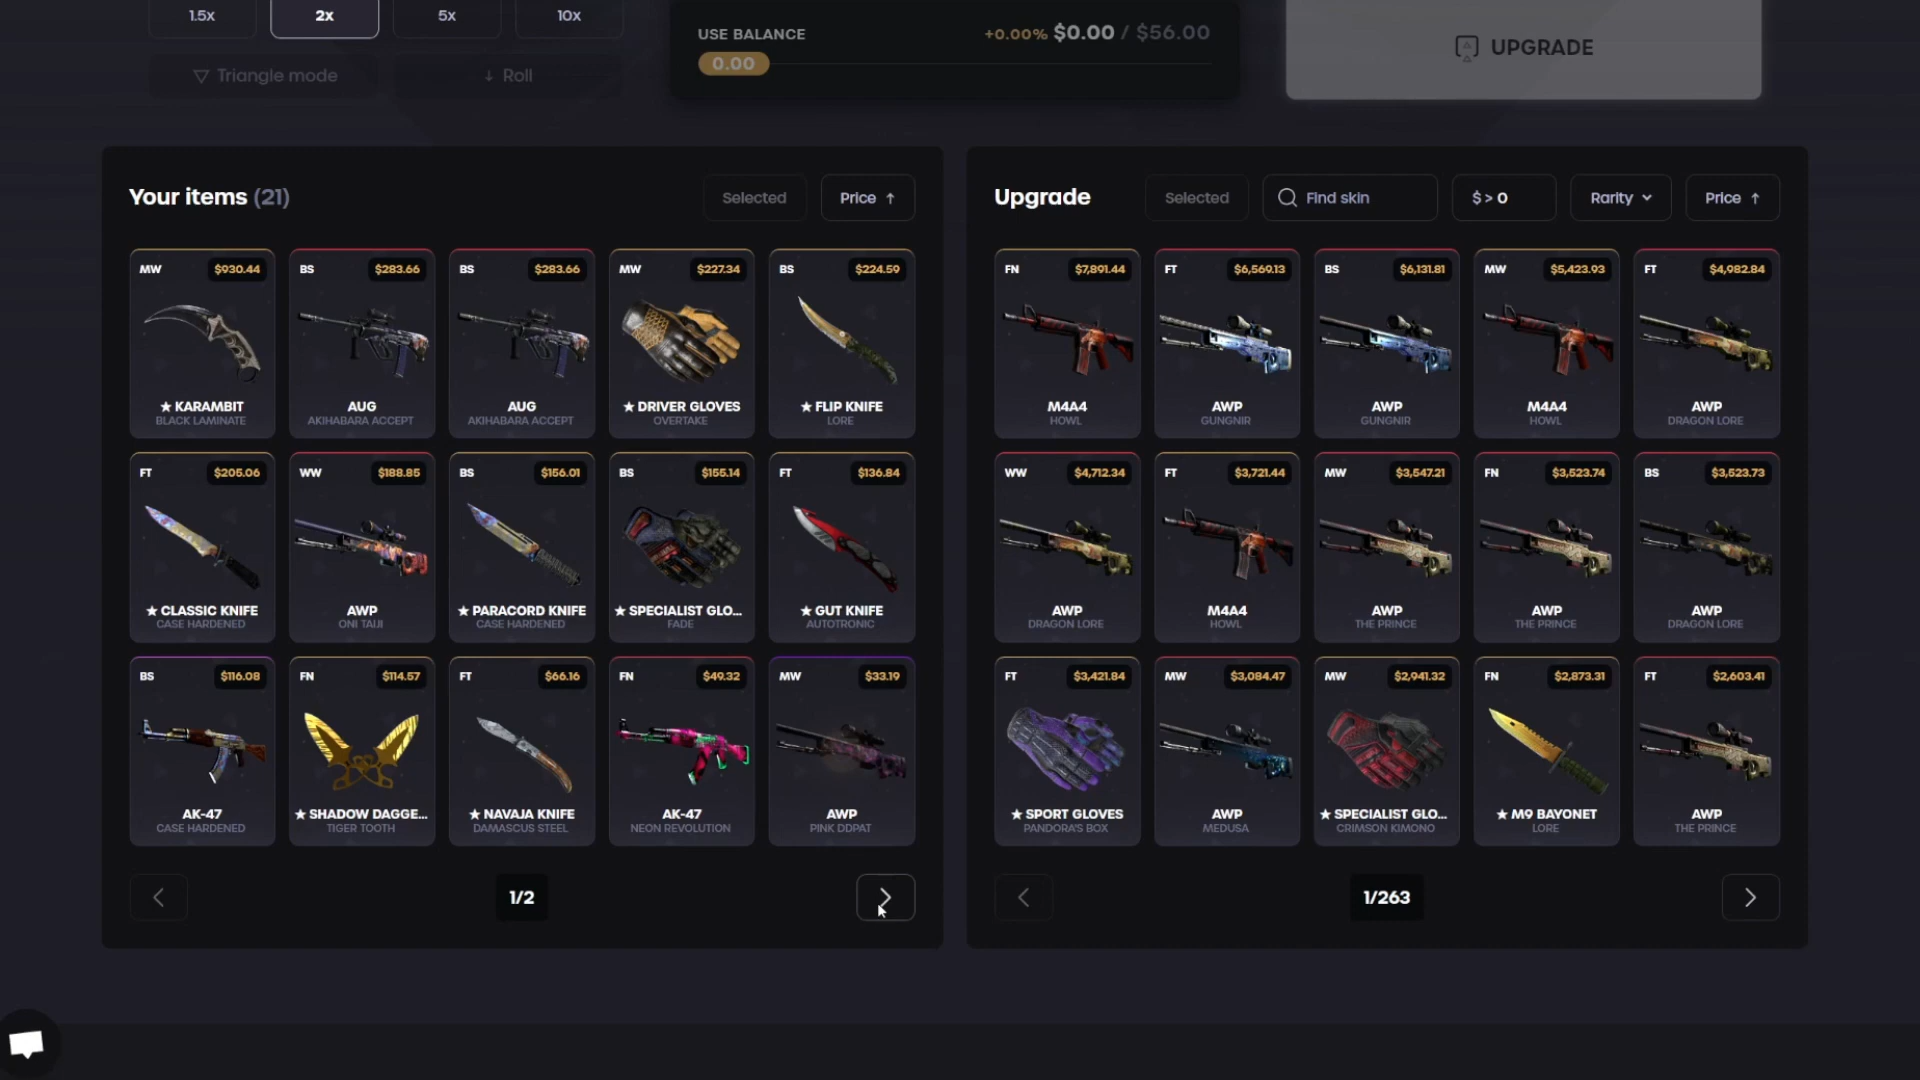 1.5x 2x 5x 10x
Triangle mode Roll
USE BALANCE +0.00% $0.00 / $56.00
0.00
UPGRADE
Your items (21) Selected Price ↑
MW $930.44 BS $283.66 BS $283.66 MW $227.34 BS $224.59
★ KARAMBIT AUG AUG ★ DRIVER GLOVES ★ FLIP KNIFE
BLACK LAMINATE AKIHABARA ACCEPT AKIHABARA ACCEPT OVERTAKE LORE
FT $205.06 WW $188.85 BS $156.01 BS $155.14 FT $136.84
★ CLASSIC KNIFE AWP ★ PARACORD KNIFE ★ SPECIALIST GLO... ★ GUT KNIFE
CASE HARDENED ONI TAIJI CASE HARDENED FADE AUTOTRONIC
BS $116.08 FN $114.57 FT $66.16 FN $49.32 MW $33.19
AK-47 ★ SHADOW DAGGE... ★ NAVAJA KNIFE AK-47 AWP
CASE HARDENED TIGER TOOTH DAMASCUS STEEL NEON REVOLUTION PINK DDPAT
1/2
Upgrade Selected Find skin $ > 0 Rarity Price ↑
FN $7,891.44 FT $6,569.13 BS $6,131.81 MW $5,423.93 FT $4,982.84
M4A4 AWP AWP M4A4 AWP
HOWL GUNGNIR GUNGNIR HOWL DRAGON LORE
WW $4,712.34 FT $3,721.44 MW $3,547.21 FN $3,523.74 BS $3,523.73
AWP M4A4 AWP AWP AWP
DRAGON LORE HOWL THE PRINCE THE PRINCE DRAGON LORE
FT $3,421.84 MW $3,084.47 MW $2,941.32 FN $2,873.31 FT $2,603.41
★ SPORT GLOVES AWP ★ SPECIALIST GLO... ★ M9 BAYONET AWP
PANDORA'S BOX MEDUSA CRIMSON KIMONO LORE THE PRINCE
1/263